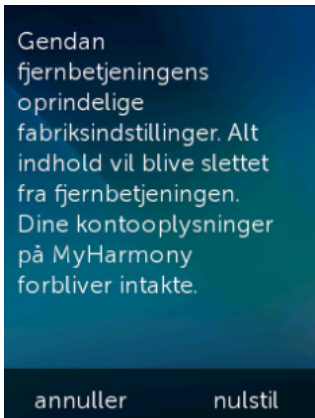 Gendan
fjernbetjeningens
oprindelige
fabriksindstillinger. Alt
indhold vil blive slettet
fra fjernbetjeningen.
Dine kontooplysninger
på MyHarmony
forbliver intakte.
annuller nulstil